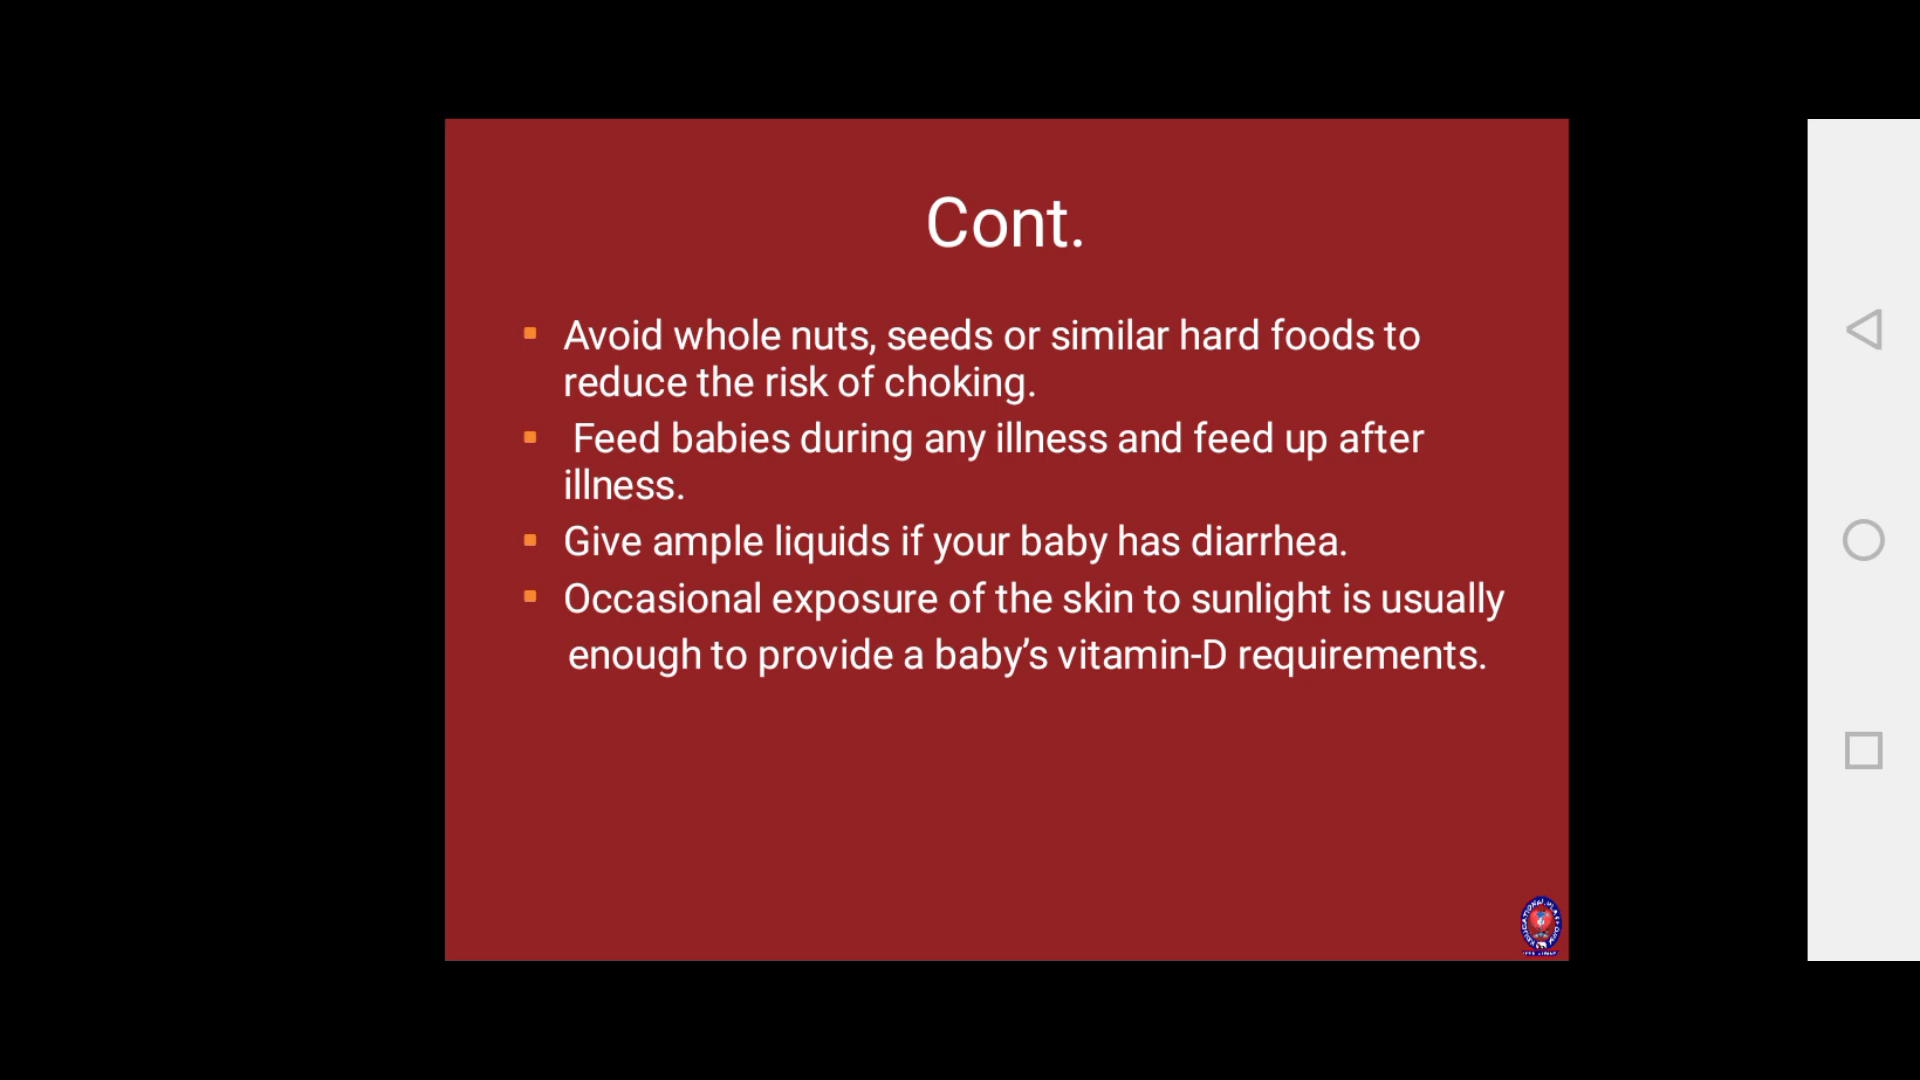 Cont.
Avoid whole nuts, seeds or similar hard foods to
reduce the risk of choking.
Feed babies during any illness and feed up after
illness.
Give ample liquids if your baby has diarrhea.
Occasional exposure of the skin to sunlight is usually
enough to provide a baby’s vitamin-D requirements.